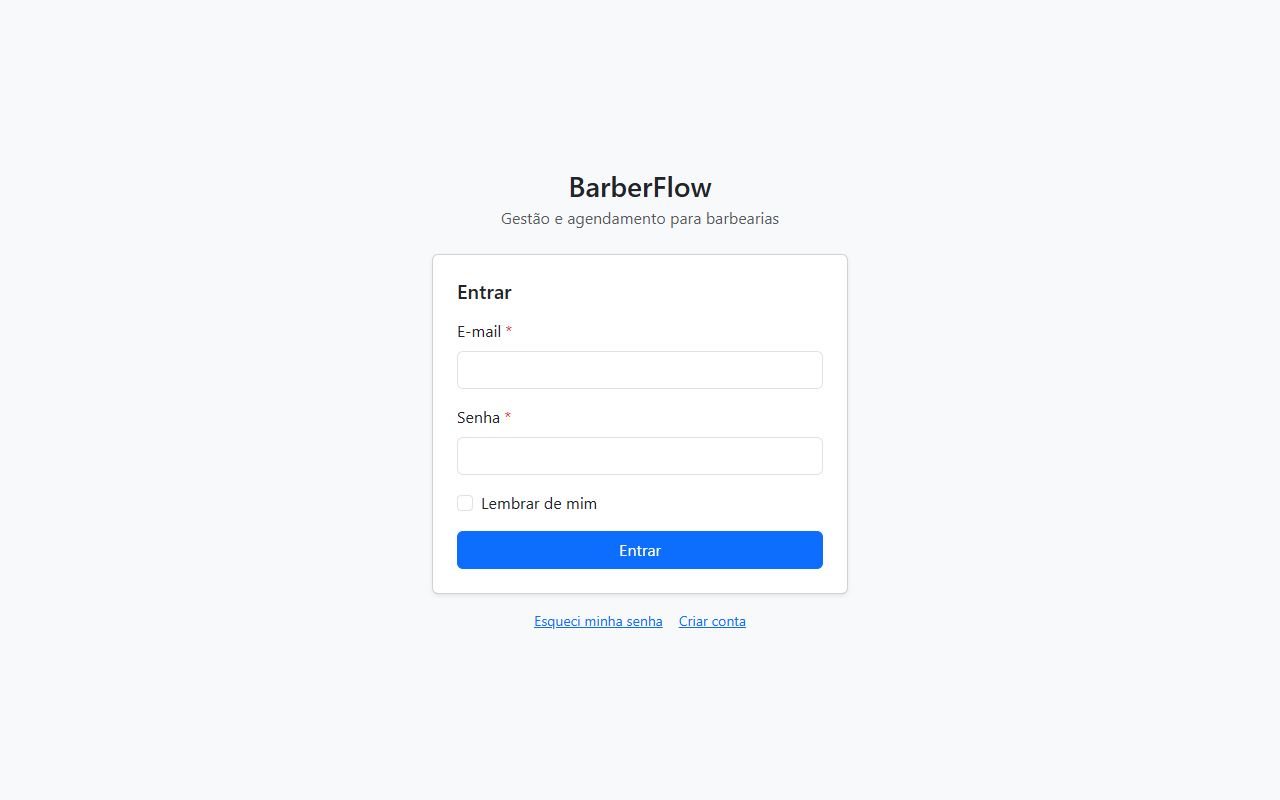 BarberFlow
Gestão e agendamento para barbearias
Entrar
E-mail *
Senha *
Lembrar de mim
Entrar
Esqueci minha senha Criar conta